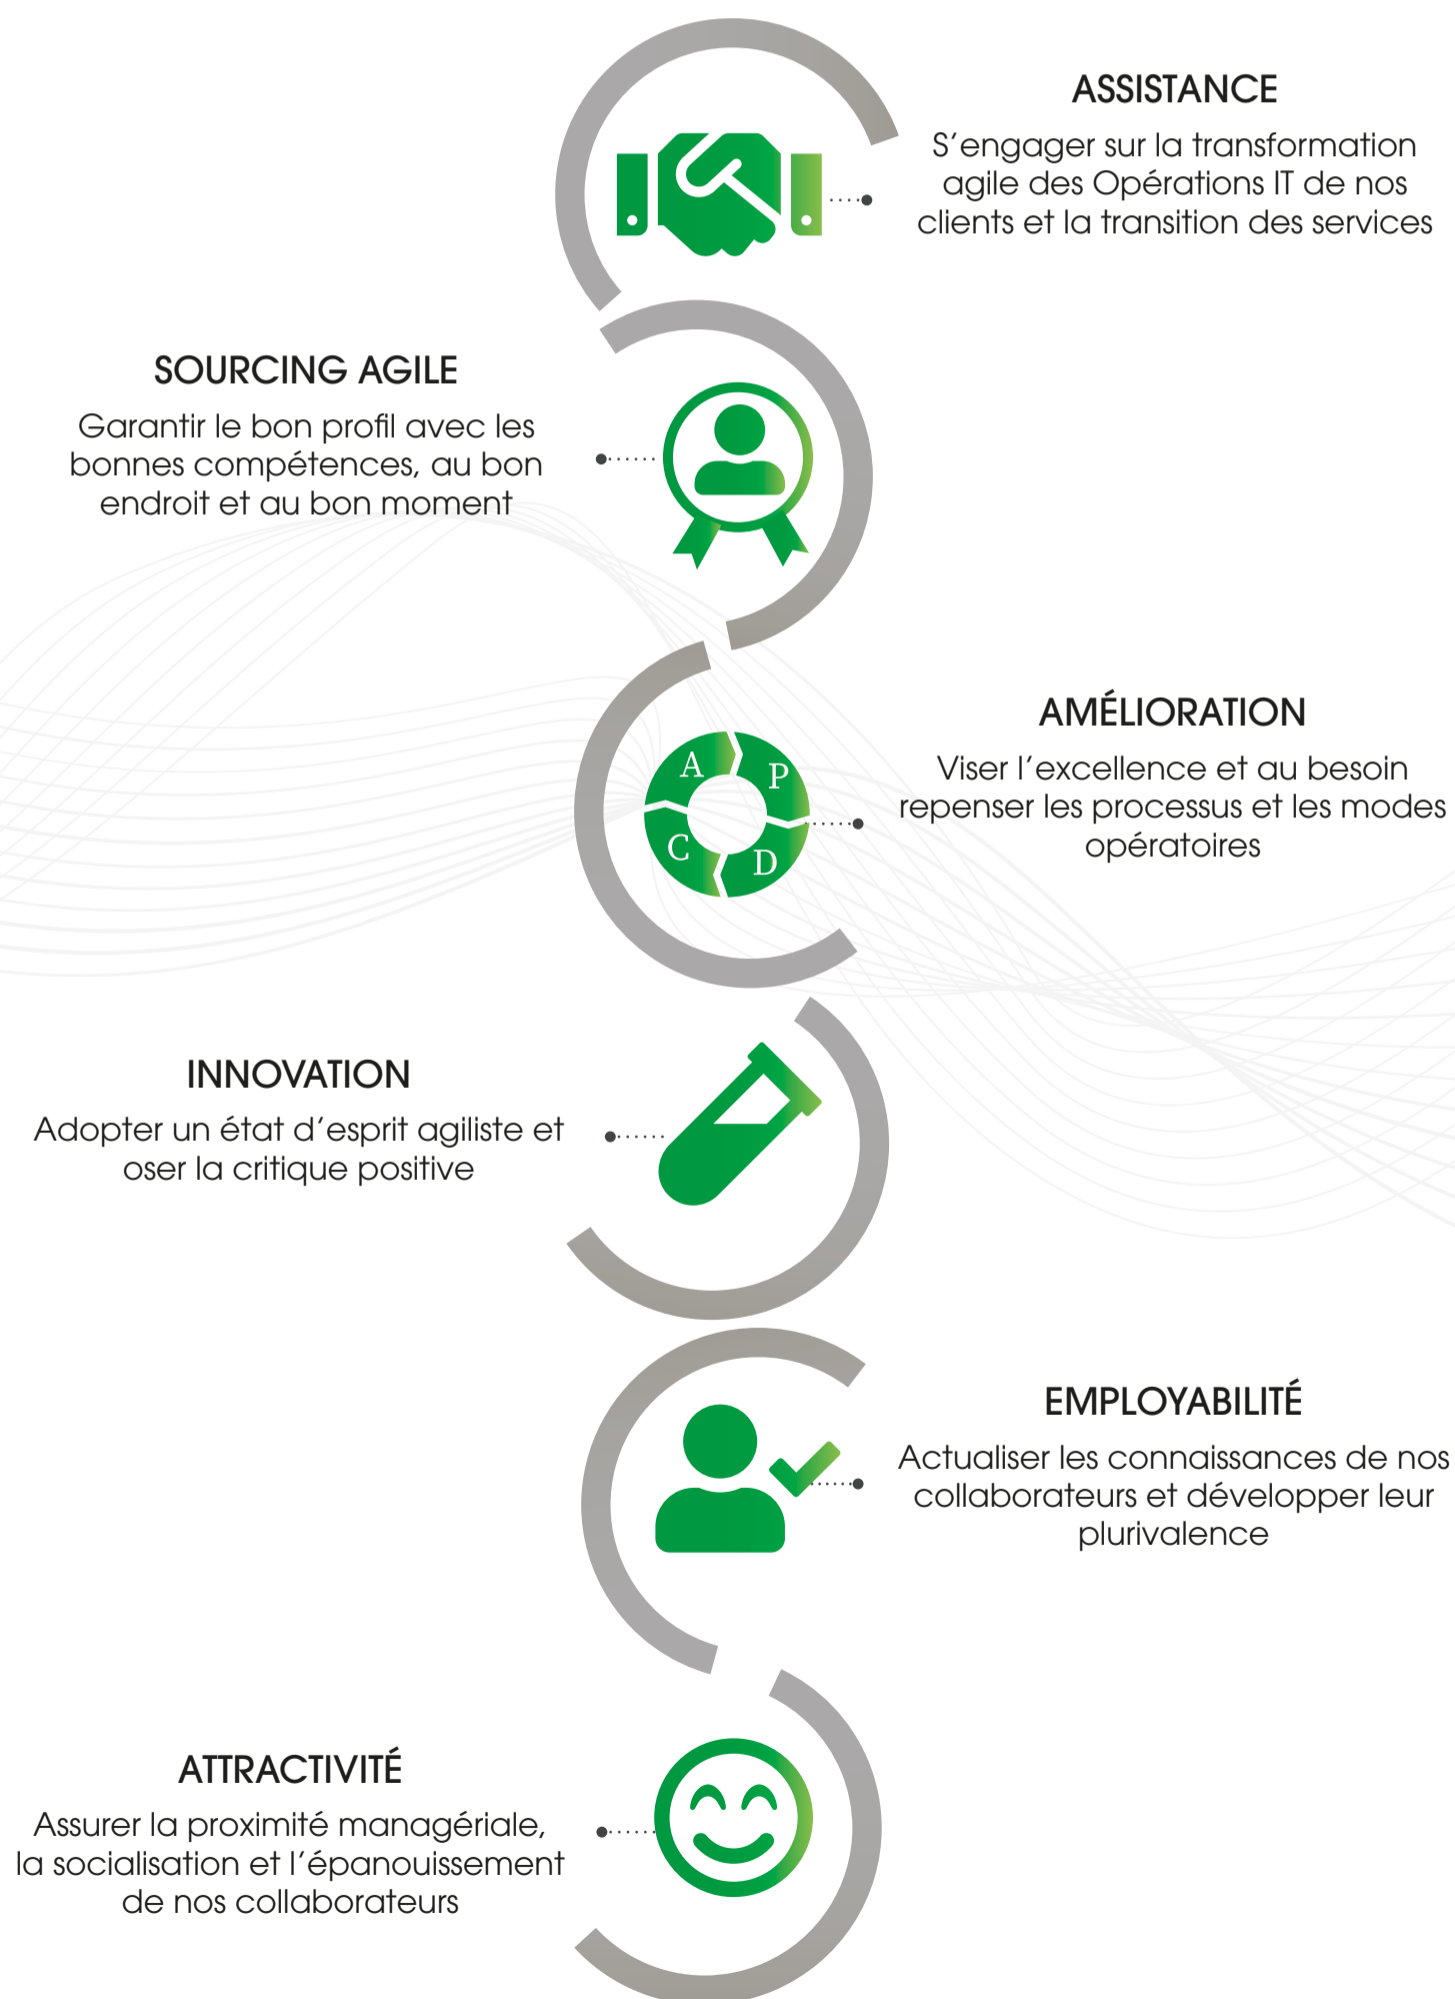 ASSISTANCE
S’engager sur la transformation
agile des Opérations IT de nos
clients et la transition des services
SOURCING AGILE
Garantir le bon profil avec les
bonnes compétences, au bon
endroit et au bon moment
AMÉLIORATION
Viser l’excellence et au besoin
repenser les processus et les modes
opératoires
A
P
C
D
INNOVATION
Adopter un état d’esprit agiliste et
oser la critique positive
EMPLOYABILITÉ
Actualiser les connaissances de nos
collaborateurs et développer leur
plurivalence
ATTRACTIVITÉ
Assurer la proximité managériale,
la socialisation et l’épanouissement
de nos collaborateurs